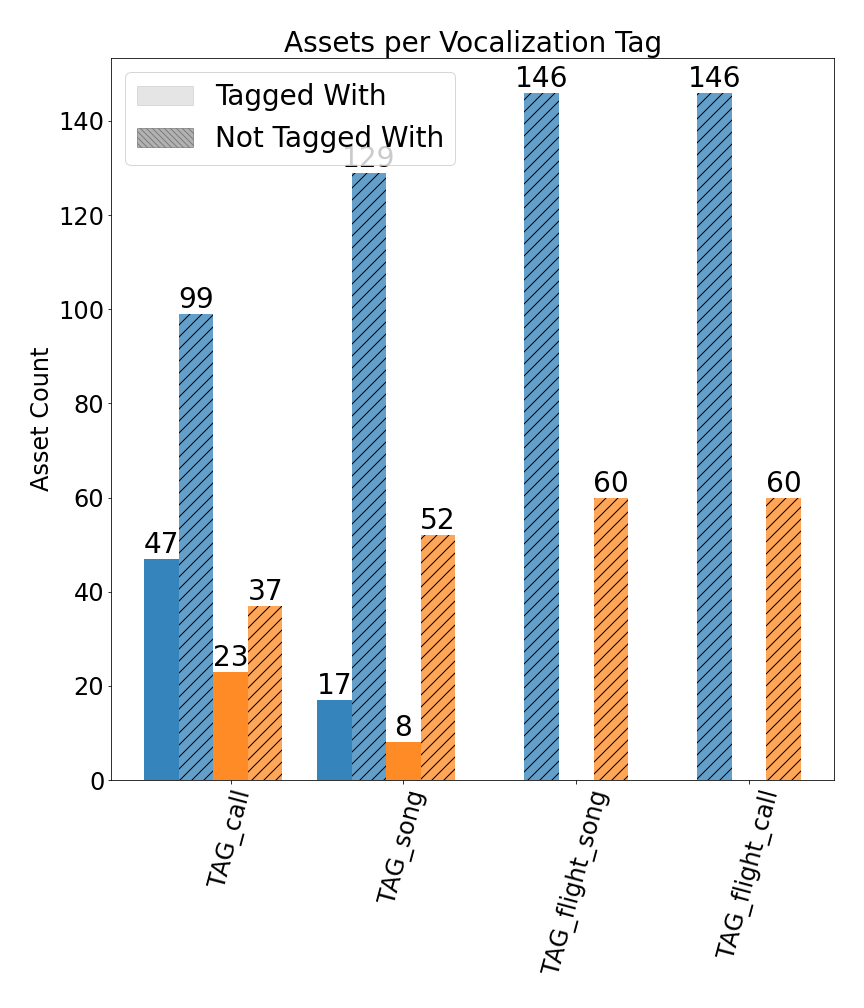 Assets per Vocalization Tag
Tagged With
Not Tagged With
Asset Count
140
120
100
80
60
40
20
0
47
99
23
37
17
129
8
52
146
60
146
60
TAG_call
TAG_song
TAG_flight_song
TAG_flight_call